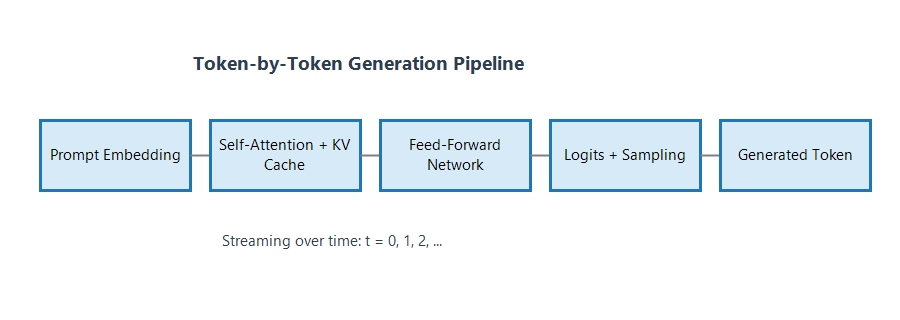 Token-by-Token Generation Pipeline
Prompt Embedding
Self-Attention + KV
Cache
Feed-Forward
Network
Logits + Sampling
Generated Token
Streaming over time: t = 0, 1, 2, ...